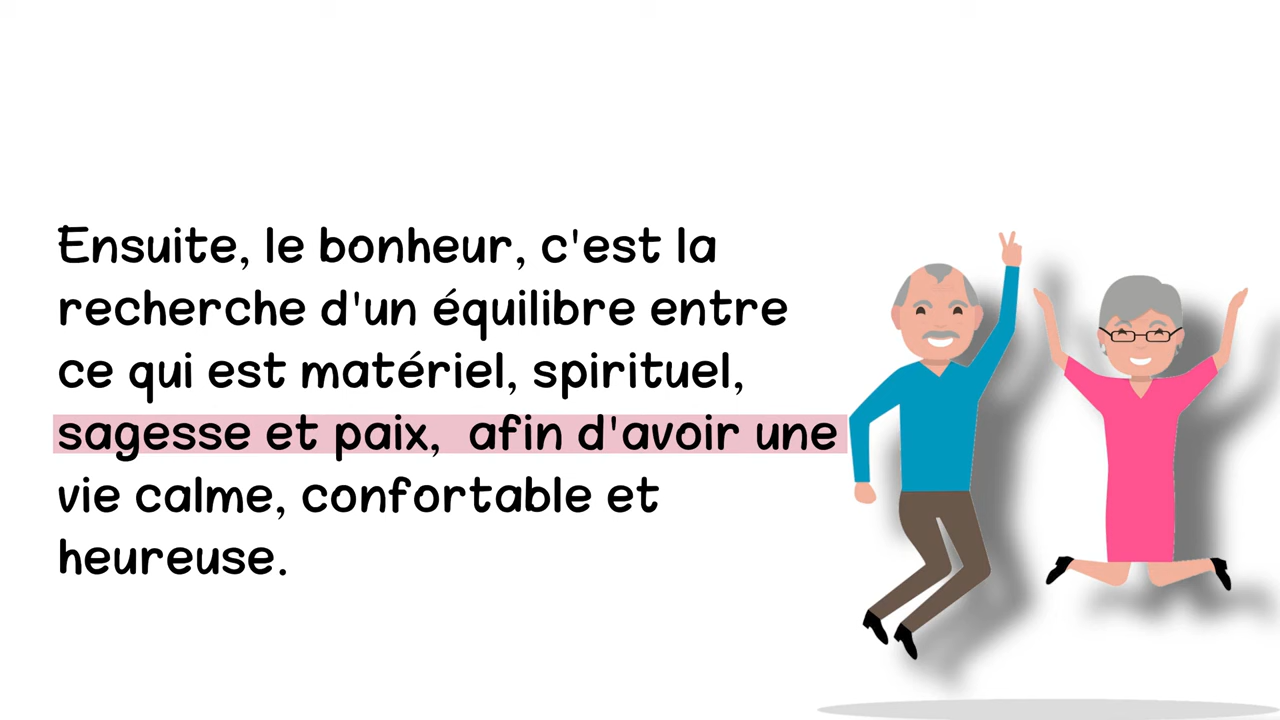 Ensuite, le bonheur, c'est la
recherche d'un équilibre entre
ce qui est matériel, spirituel,
sagesse et paix,  afin d'avoir une
vie calme, confortable et
heureuse.